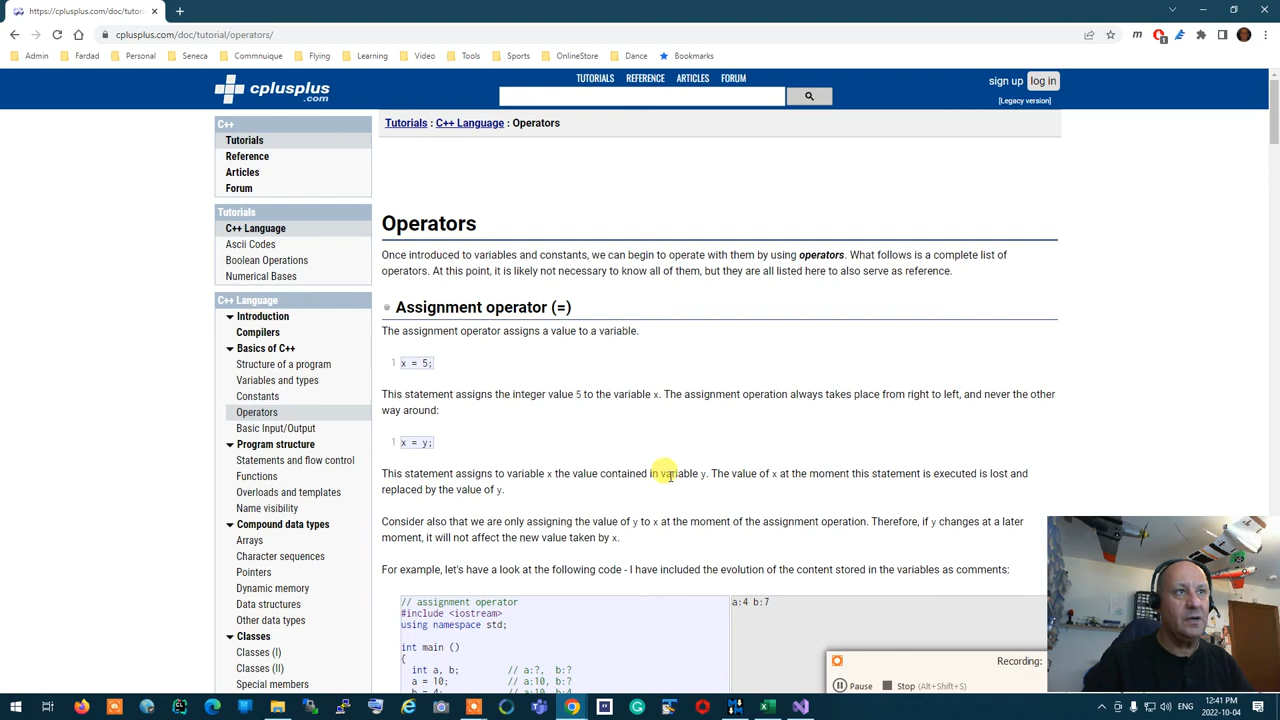 https://cplusplus.com/doc/tutor
cplusplus.com/doc/tutorial/operators/
Admin
Fardad
Personal
Seneca
Commnuique
Flying
Learning
Video
Tools
Sports
OnlineStore
Dance
Bookmarks
cplusplus
.com
TUTORIALS
REFERENCE
ARTICLES
FORUM
sign up
log in
[Legacy version]
C++
Tutorials
Reference
Articles
Forum
Tutorials
C++ Language
Ascii Codes
Boolean Operations
Numerical Bases
C++ Language
Introduction
Compilers
Basics of C++
Structure of a program
Variables and types
Constants
Operators
Basic Input/Output
Program structure
Statements and flow control
Functions
Overloads and templates
Name visibility
Compound data types
Arrays
Character sequences
Pointers
Dynamic memory
Data structures
Other data types
Classes
Classes (I)
Classes (II)
Special members
Tutorials : C++ Language : Operators
Operators
Once introduced to variables and constants, we can begin to operate with them by using operators. What follows is a complete list of
operators. At this point, it is likely not necessary to know all of them, but they are all listed here to also serve as reference.
Assignment operator (=)
The assignment operator assigns a value to a variable.
1 x = 5;
This statement assigns the integer value 5 to the variable x. The assignment operation always takes place from right to left, and never the other
way around:
1 x = y;
This statement assigns to variable x the value contained in variable y. The value of x at the moment this statement is executed is lost and
replaced by the value of y.
Consider also that we are only assigning the value of y to x at the moment of the assignment operation. Therefore, if y changes at a later
moment, it will not affect the new value taken by x.
For example, let's have a look at the following code - I have included the evolution of the content stored in the variables as comments:
// assignment operator
#include <iostream>
using namespace std;
int main ()
{
int a, b; // a:?, b:?
a = 10; // a:10, b:?
b = 4; // a:10, b:4
a:4 b:7
Recording:
Pause
Stop (Alt+Shift+S)
ENG
12:41 PM
2022-10-04